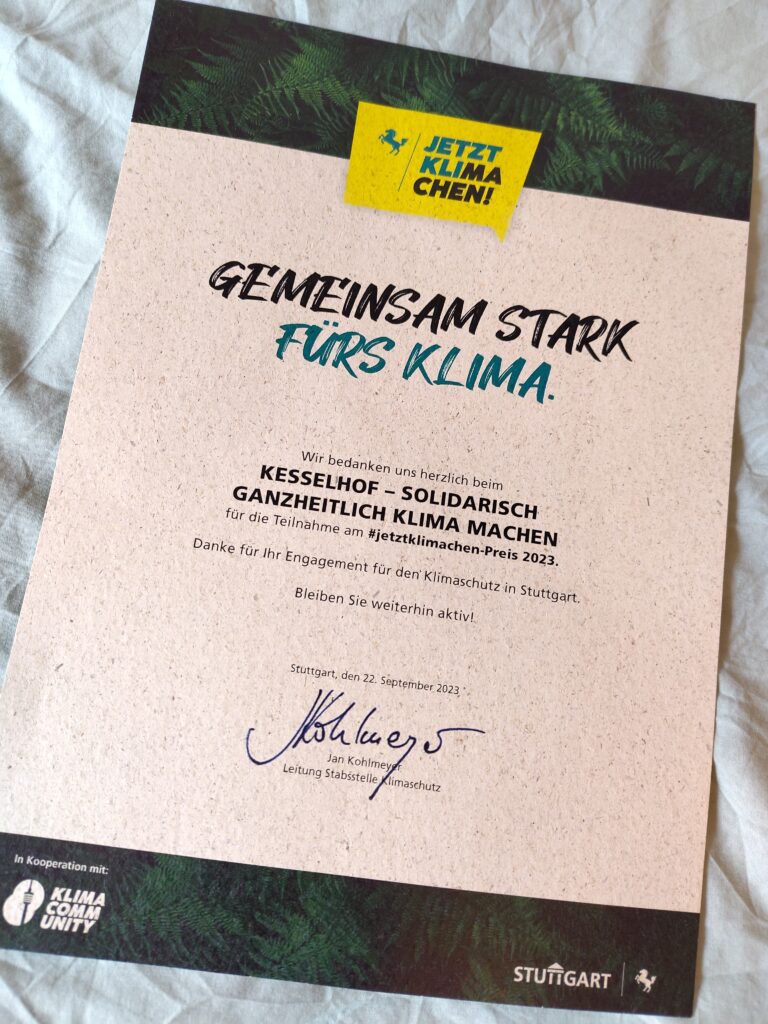 JETZT
KLIMA
CHEN!
GEMEINSAM STARK
FÜRS KLIMA.
Wir bedanken uns herzlich beim
KESSELHOF – SOLIDARISCH
GANZHEITLICH KLIMA MACHEN
für die Teilnahme am #jetztklimachen-Preis 2023.
Danke für Ihr Engagement für den Klimaschutz in Stuttgart.
Bleiben Sie weiterhin aktiv!
Stuttgart, den 22. September 2023
JKohlmeyer
Jan Kohlmeyer
Leitung Stabsstelle Klimaschutz
In Kooperation mit:
KLIMA
COMM
UNITY
STUTTGART